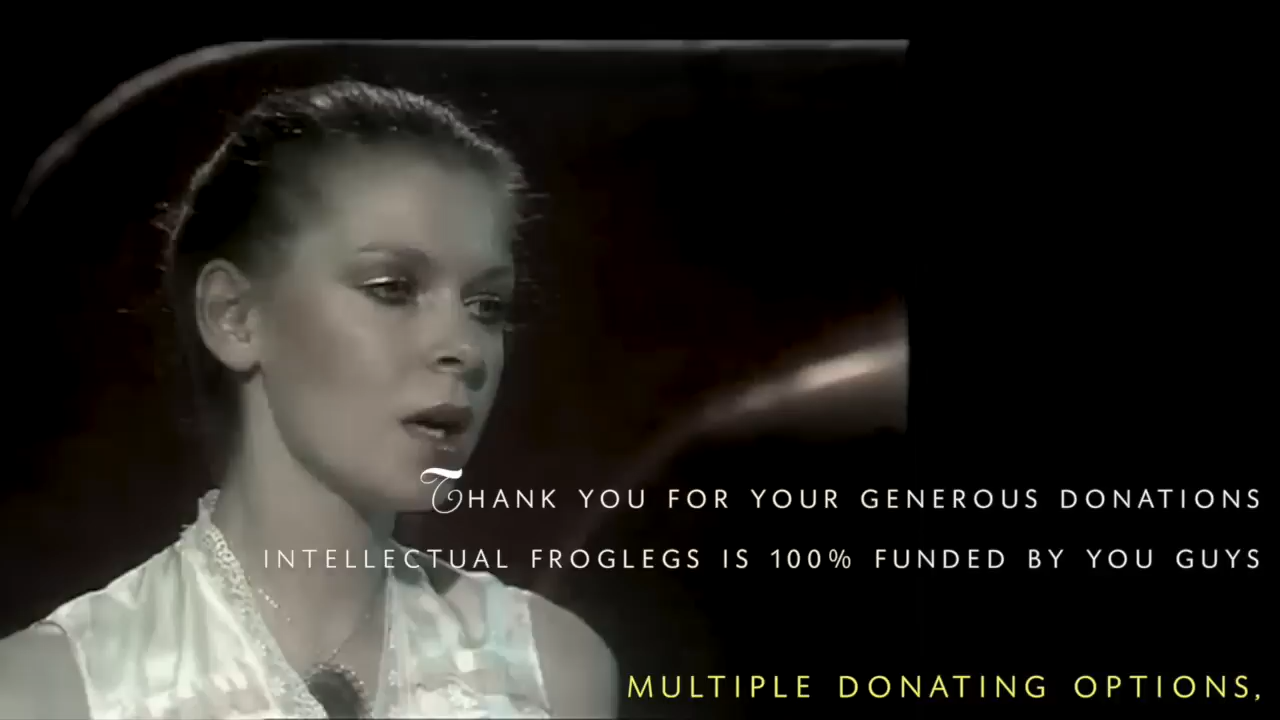 THANK YOU FOR YOUR GENEROUS DONATIONS
INTELLECTUAL FROGLEGS IS 100% FUNDED BY YOU GUYS
MULTIPLE DONATING OPTIONS,